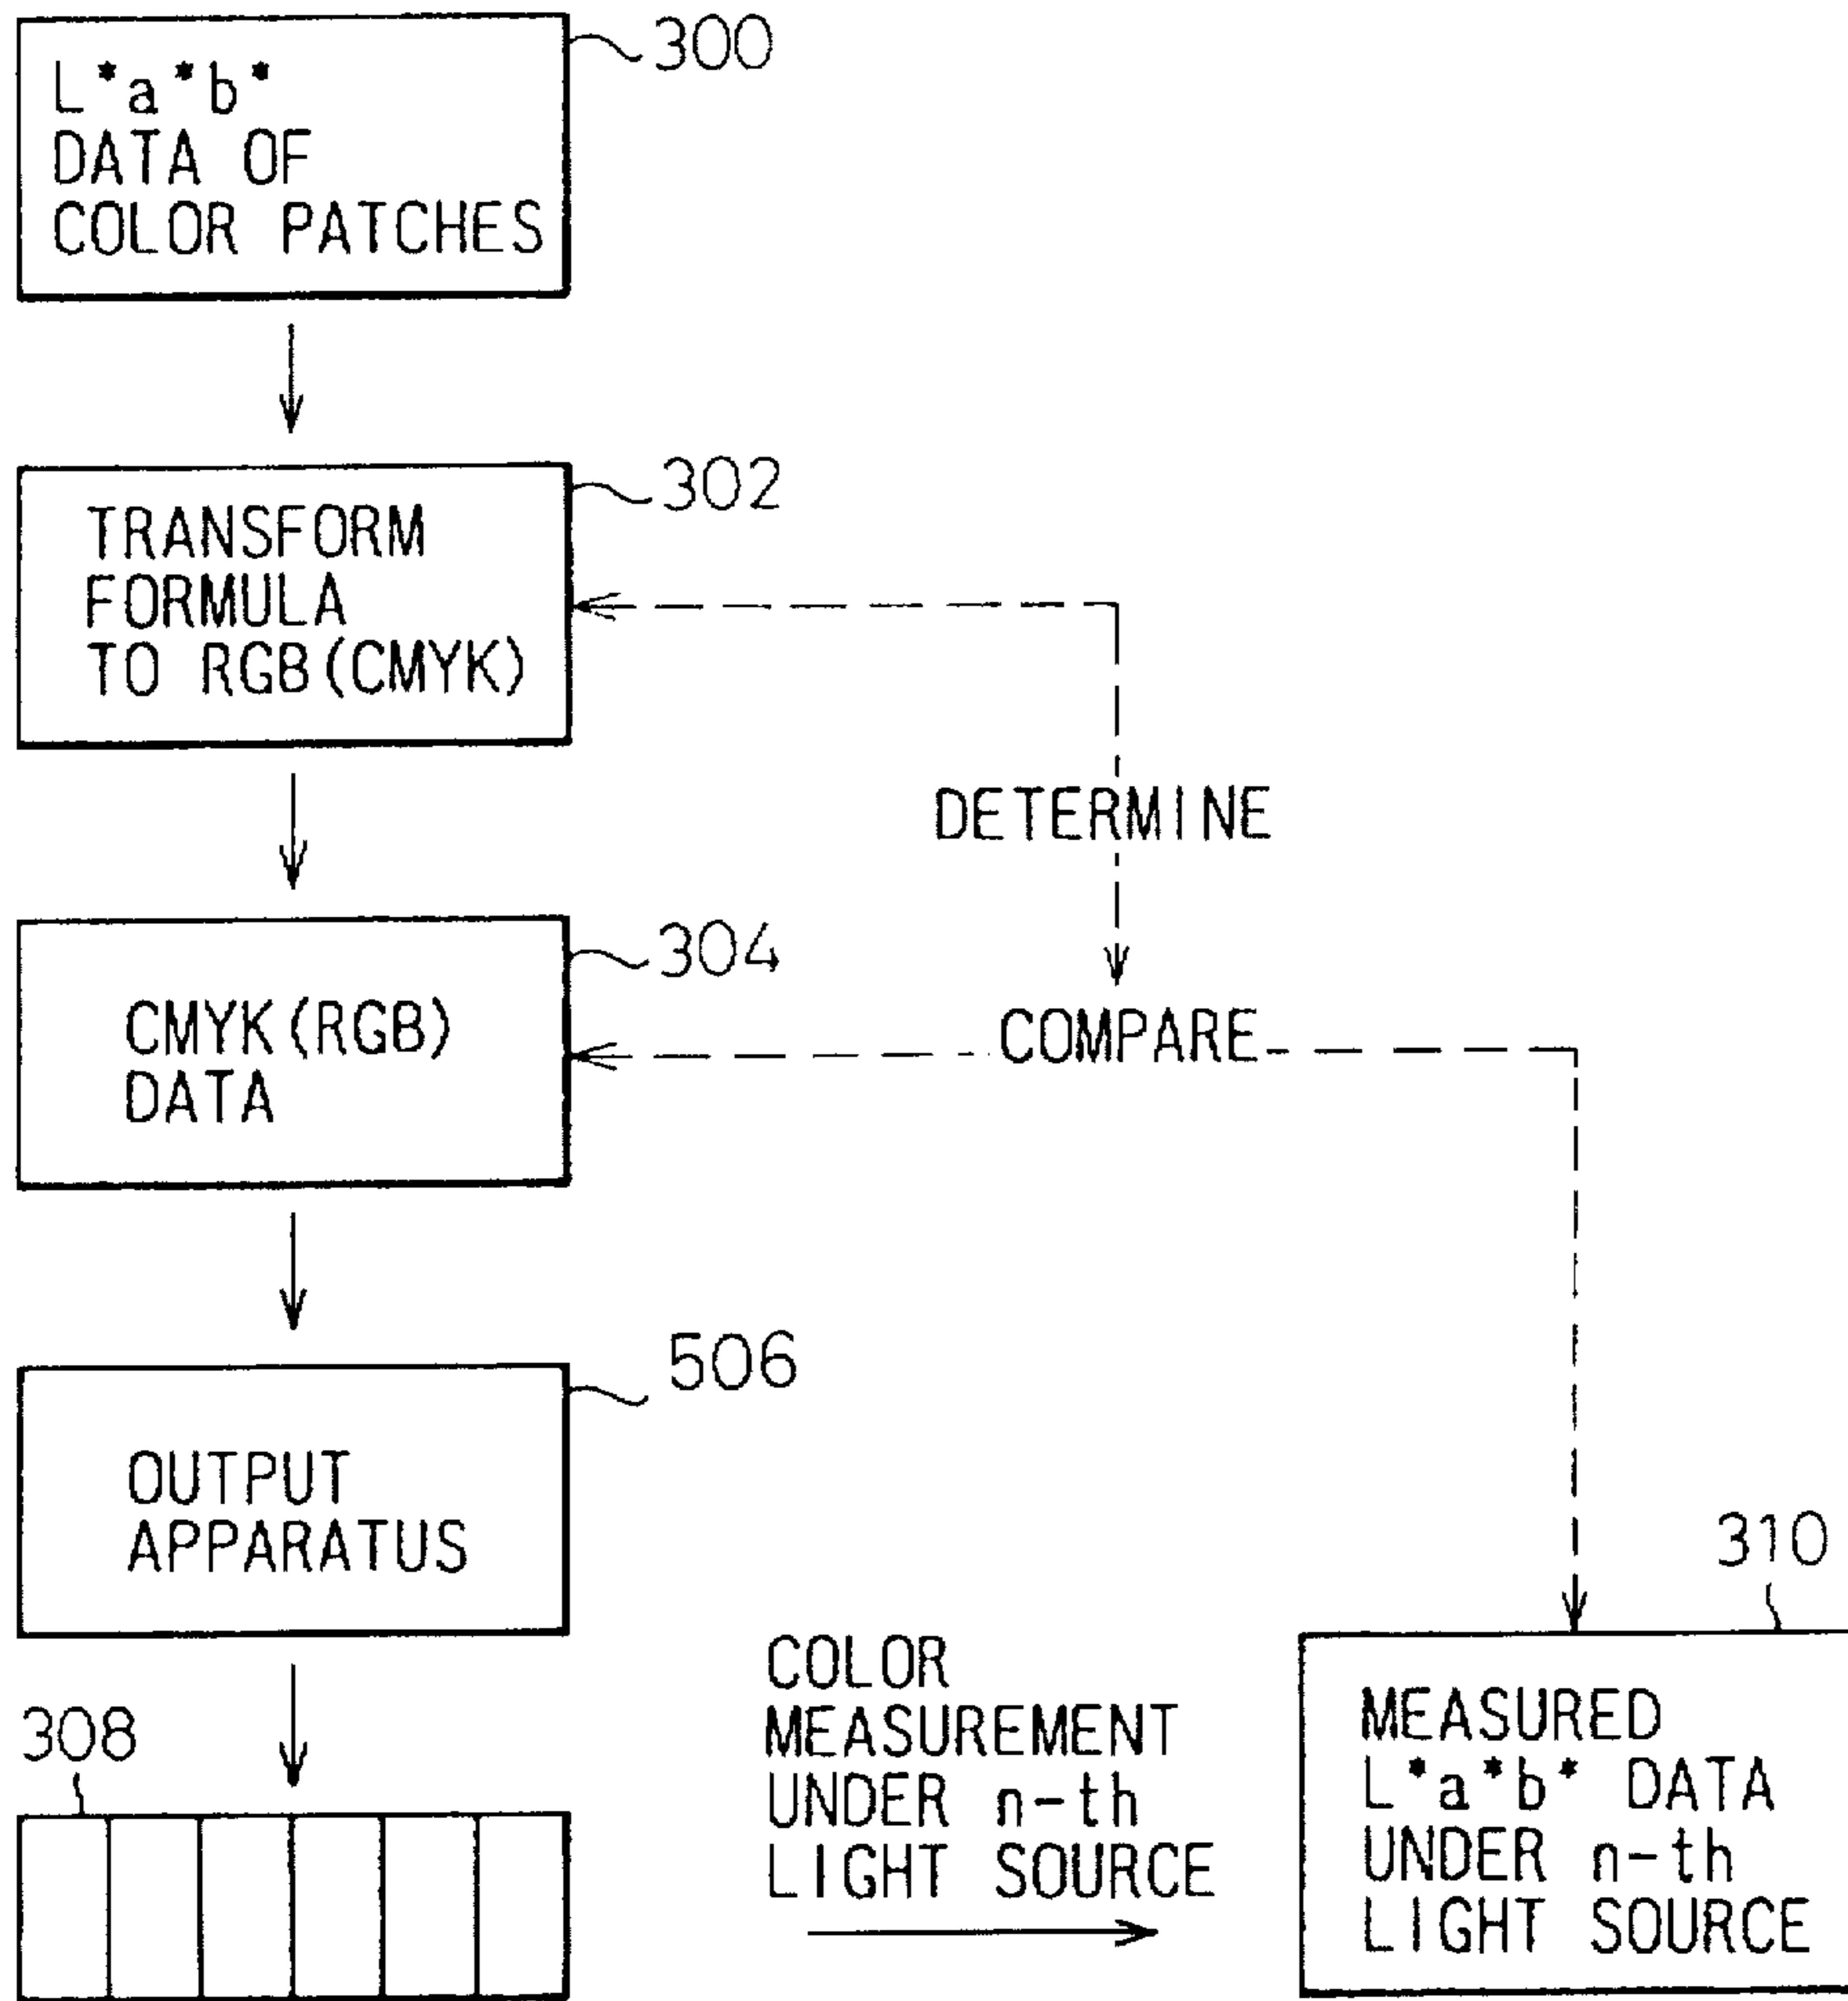 300
L*a*b*
DATA OF
COLOR PATCHES
302
TRANSFORM
FORMULA
TO RGB(CMYK)
DETERMINE
304
CMYK(RGB)
DATA
COMPARE
506
OUTPUT
APPARATUS
308
COLOR
MEASUREMENT
UNDER n-th
LIGHT SOURCE
310
MEASURED
L*a*b* DATA
UNDER n-th
LIGHT SOURCE